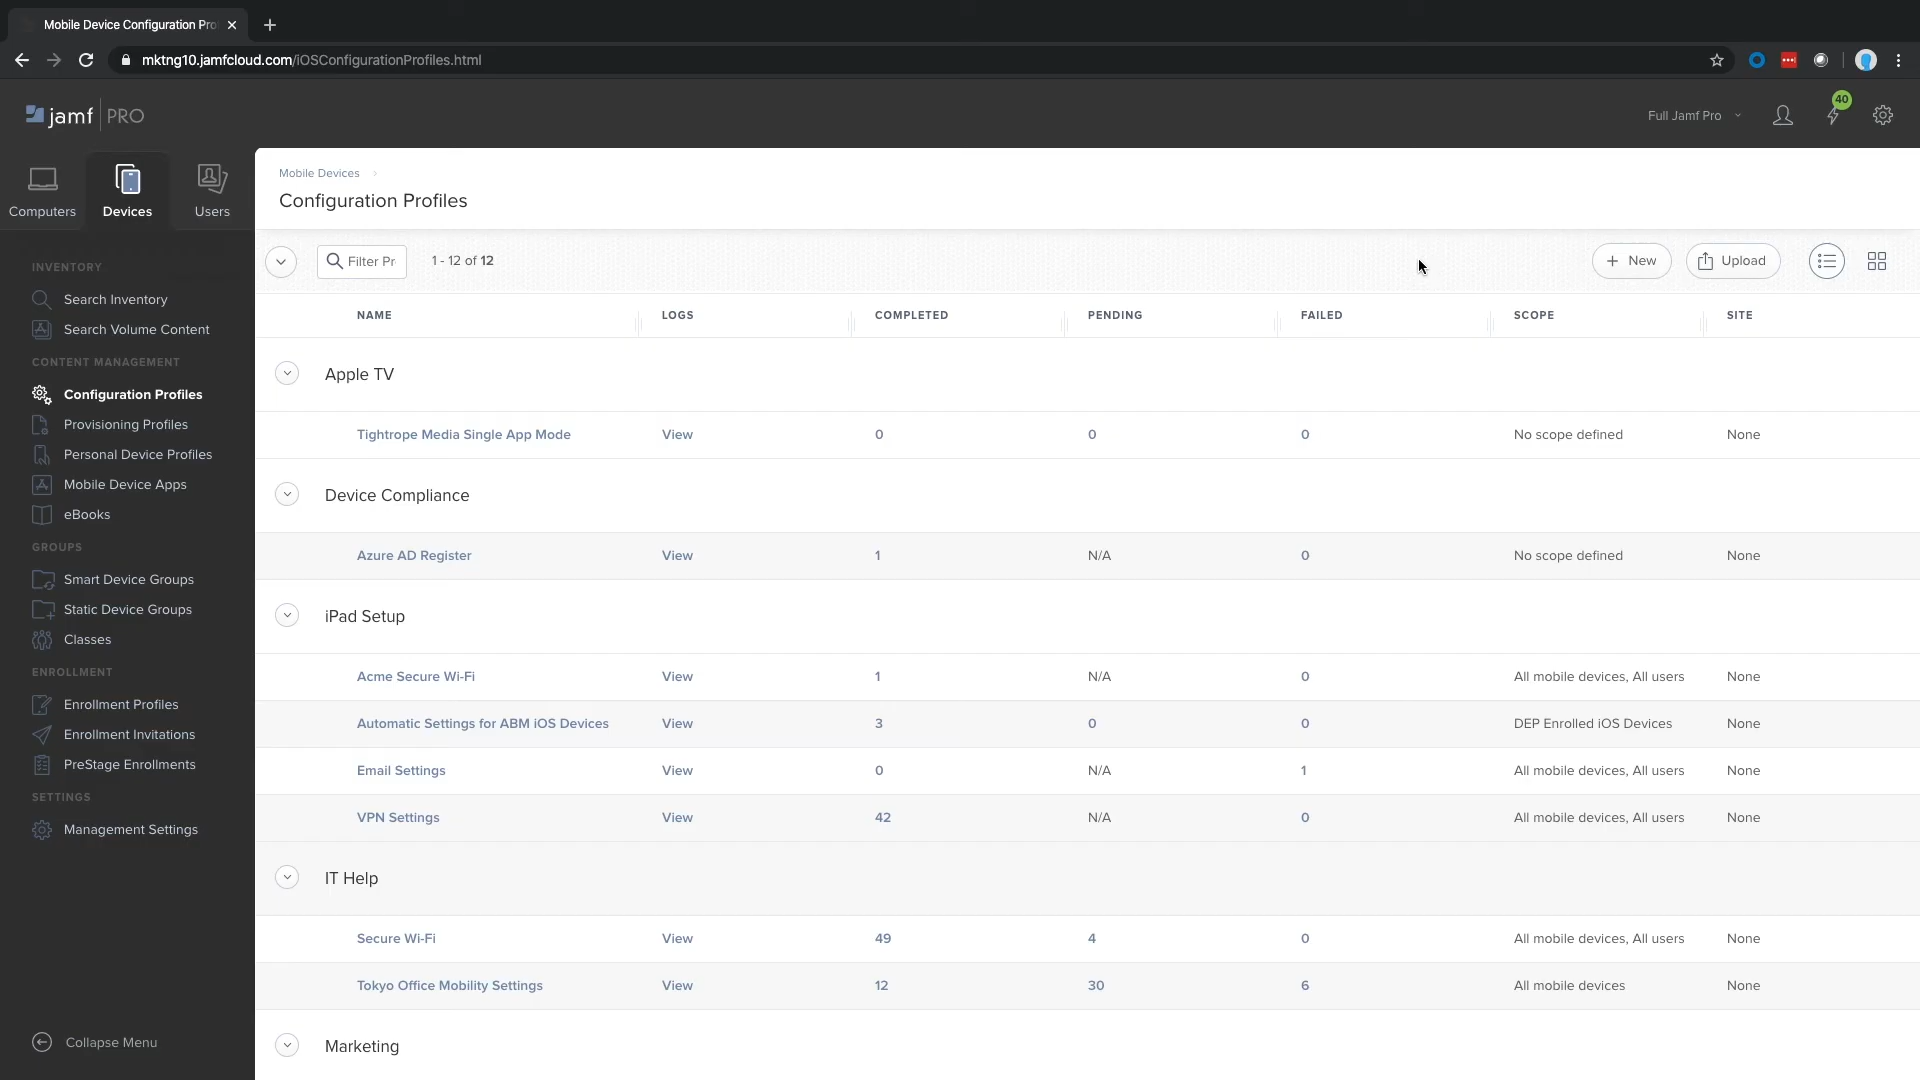 Mobile Device Configuration Pro
mktng10.jamfcloud.com/iOSConfigurationProfiles.html
jamf PRO
Full Jamf Pro
40
Computers
Devices
Users
INVENTORY
Search Inventory
Search Volume Content
CONTENT MANAGEMENT
Configuration Profiles
Provisioning Profiles
Personal Device Profiles
Mobile Device Apps
eBooks
GROUPS
Smart Device Groups
Static Device Groups
Classes
ENROLLMENT
Enrollment Profiles
Enrollment Invitations
PreStage Enrollments
SETTINGS
Management Settings
Collapse Menu
Mobile Devices
Configuration Profiles
Filter Pr 1 - 12 of 12 New Upload
NAME LOGS COMPLETED PENDING FAILED SCOPE SITE
Apple TV
Tightrope Media Single App Mode View 0 0 0 No scope defined None
Device Compliance
Azure AD Register View 1 N/A 0 No scope defined None
iPad Setup
Acme Secure Wi-Fi View 1 N/A 0 All mobile devices, All users None
Automatic Settings for ABM iOS Devices View 3 0 0 DEP Enrolled iOS Devices None
Email Settings View 0 N/A 1 All mobile devices, All users None
VPN Settings View 42 N/A 0 All mobile devices, All users None
IT Help
Secure Wi-Fi View 49 4 0 All mobile devices, All users None
Tokyo Office Mobility Settings View 12 30 6 All mobile devices None
Marketing